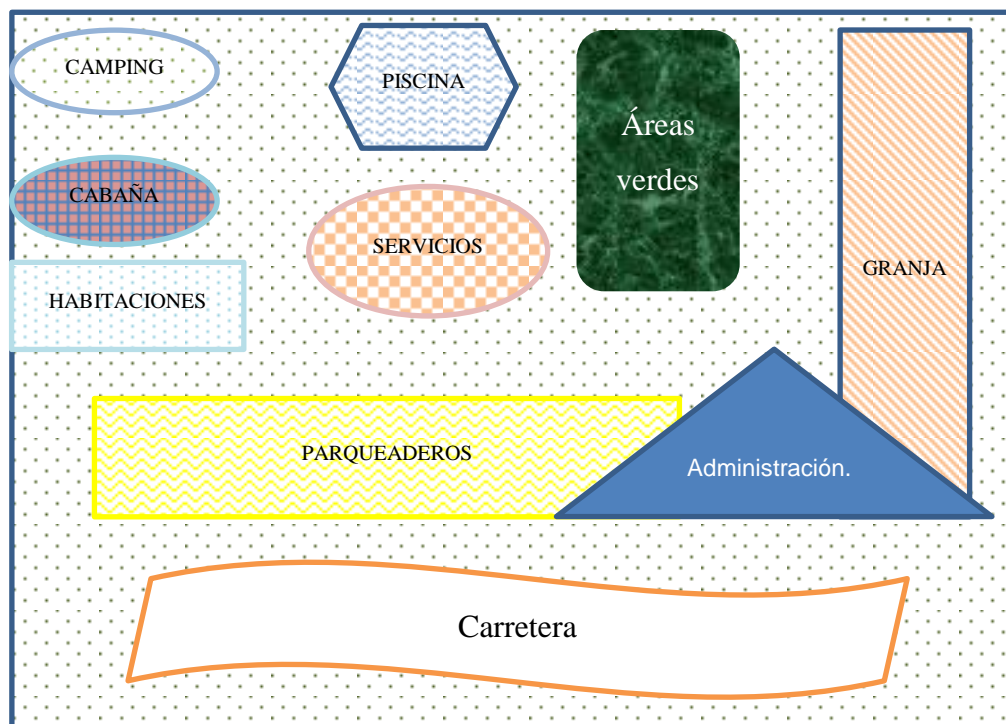 CAMPING
PISCINA
Áreas
verdes
CABAÑA
SERVICIOS
GRANJA
HABITACIONES
PARQUEADEROS
Administración.
Carretera